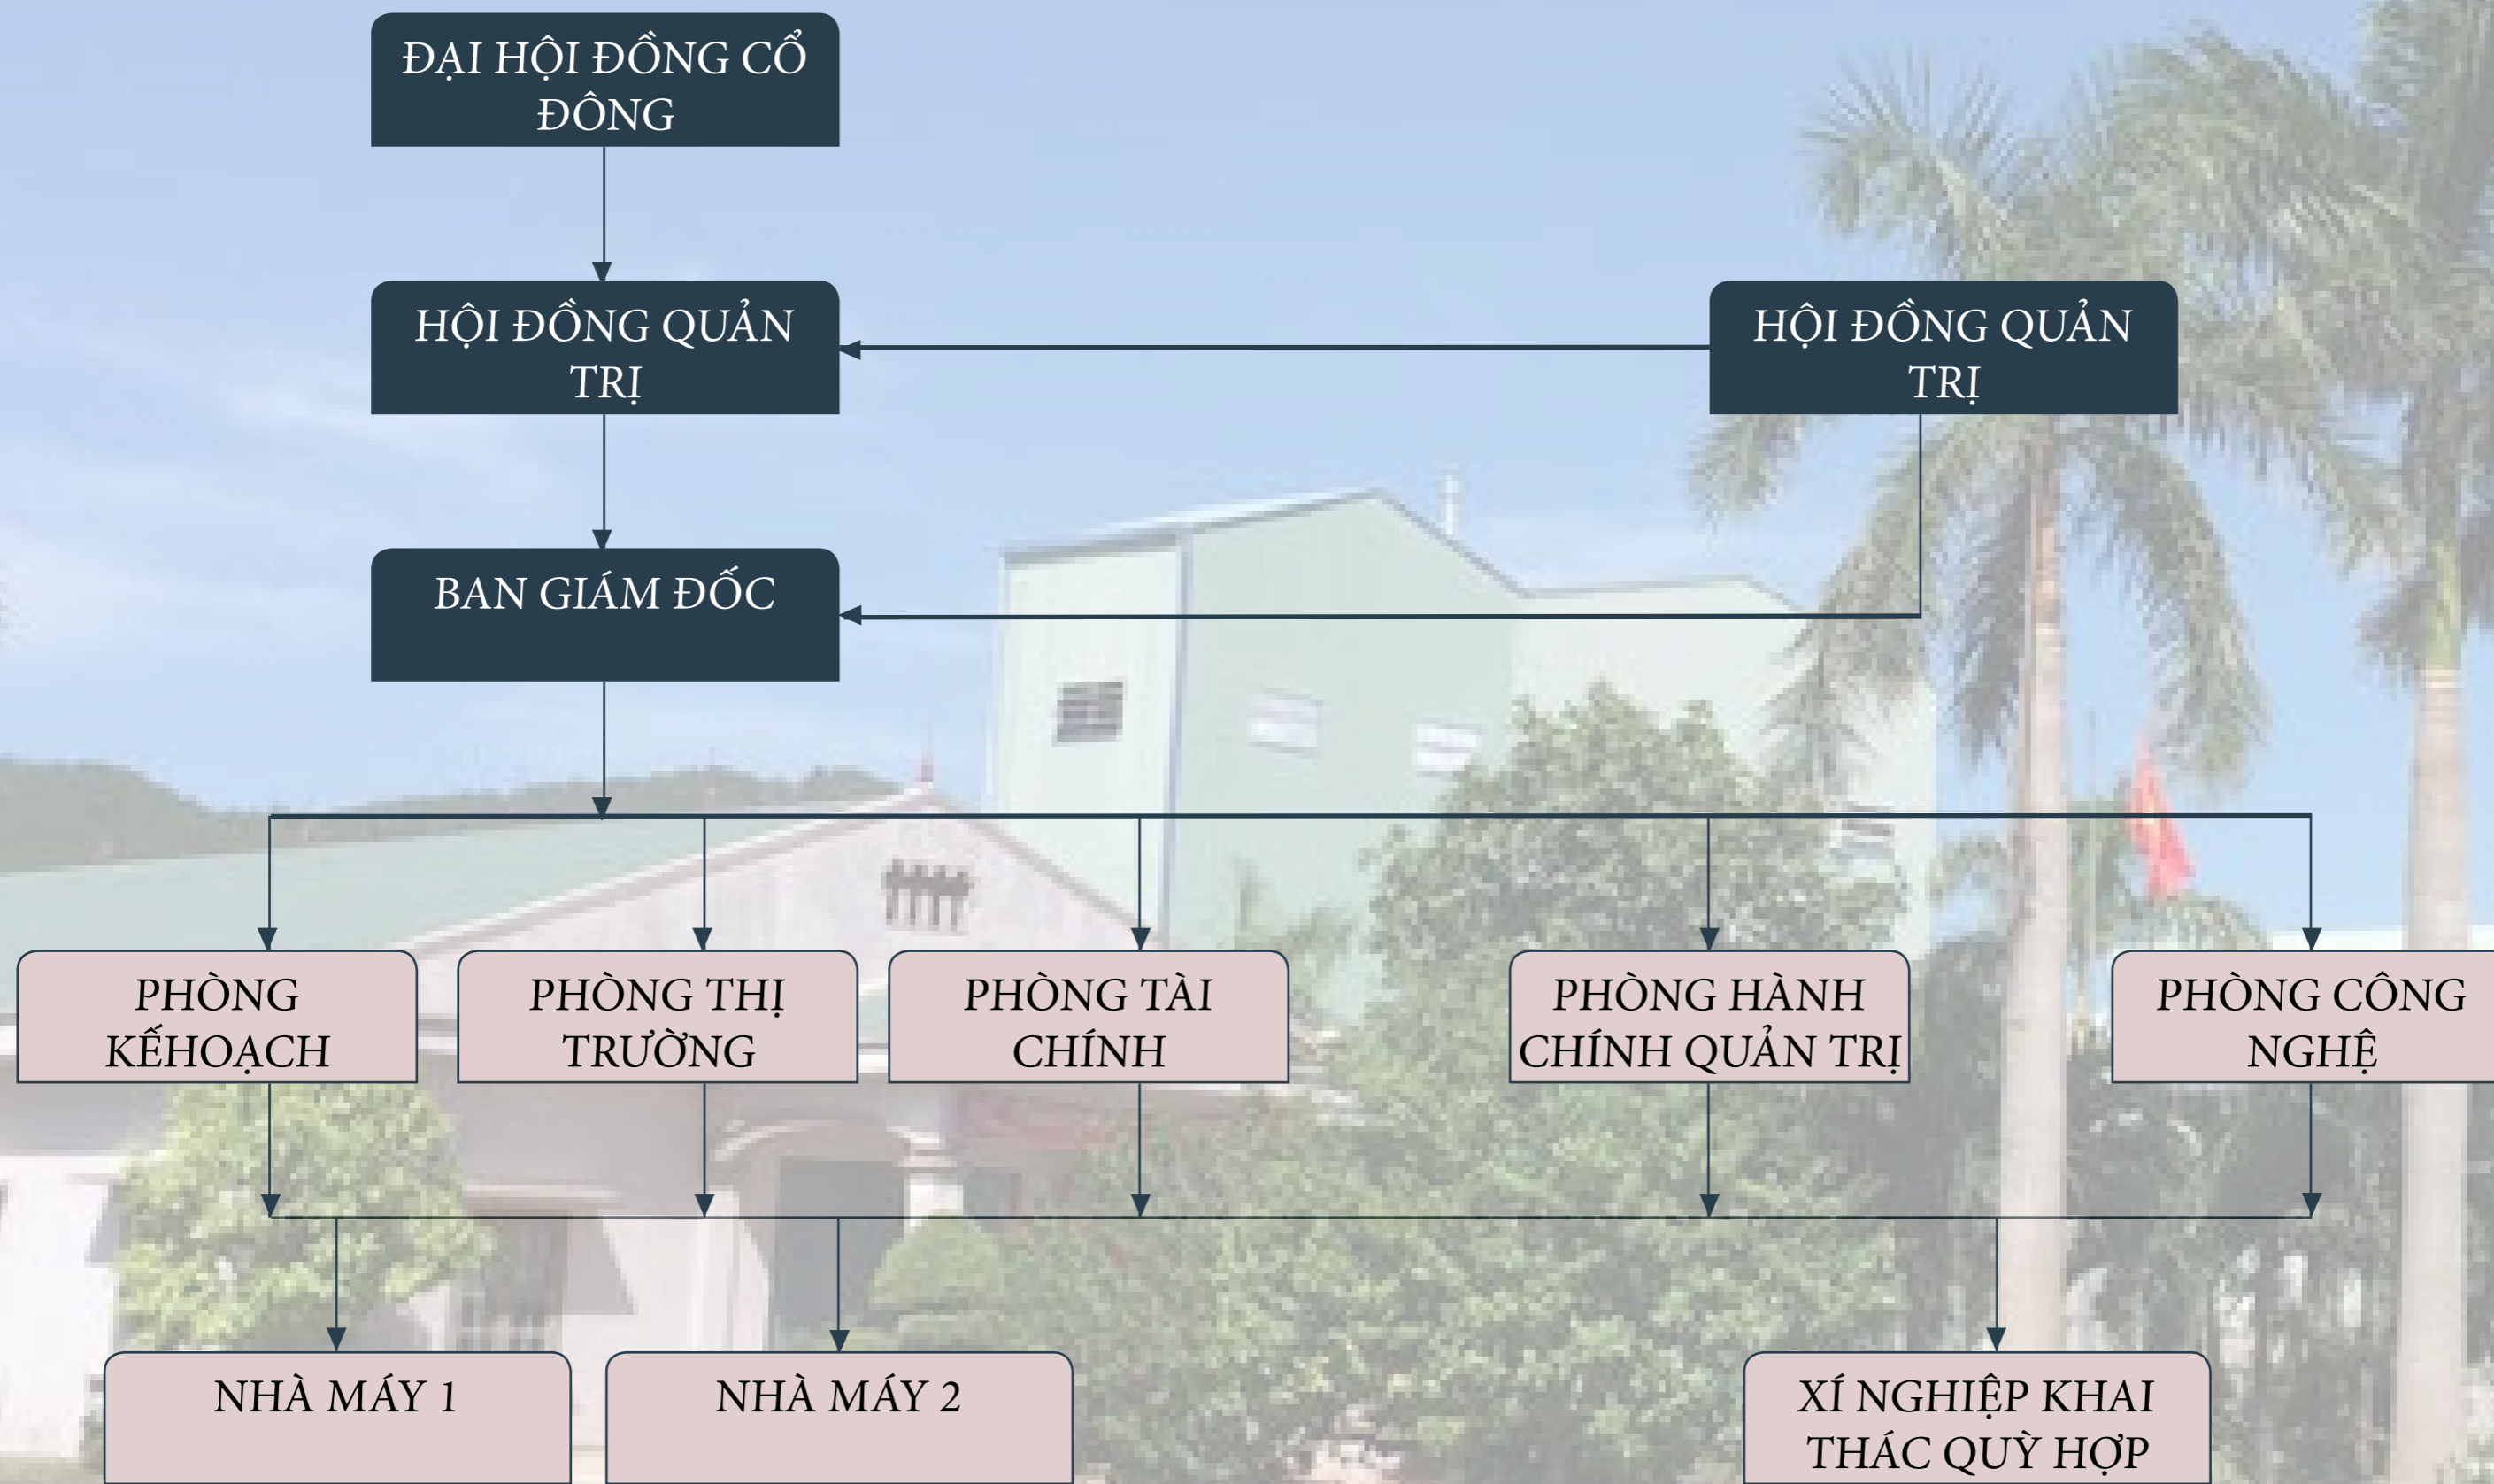 ĐẠI HỘI ĐỒNG CỔ
ĐÔNG
HỘI ĐỒNG QUẢN
TRỊ
HỘI ĐỒNG QUẢN
TRỊ
BAN GIÁM ĐỐC
PHÒNG
KẾHOẠCH
PHÒNG THỊ
TRƯỜNG
PHÒNG TÀI
CHÍNH
PHÒNG HÀNH
CHÍNH QUẢN TRỊ
PHÒNG CÔNG
NGHỆ
NHÀ MÁY 1
NHÀ MÁY 2
XÍ NGHIỆP KHAI
THÁC QUỲ HỢP